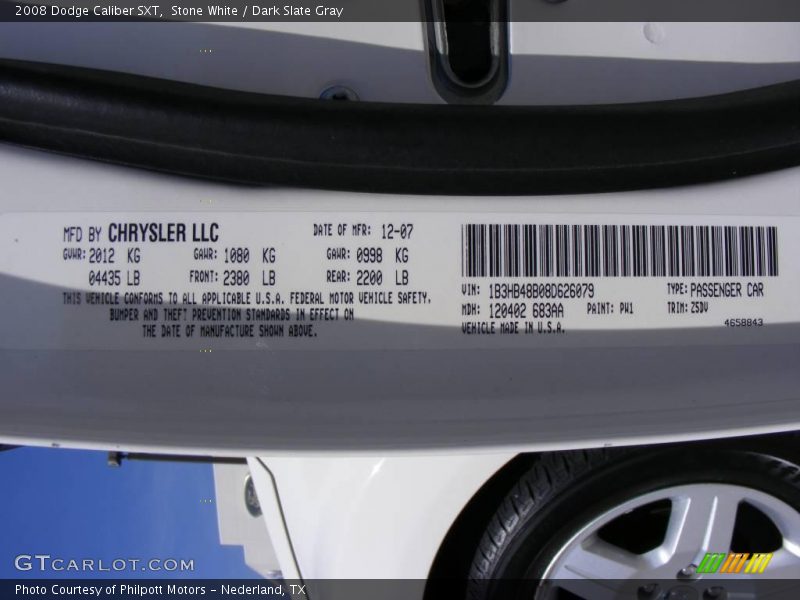 2008 Dodge Caliber SXT,  Stone White / Dark Slate Gray
MFD BY CHRYSLER LLC
DATE OF MFR: 12-07
GVWR: 2012 KG
GAWR: 1080 KG
GAWR: 0998 KG
04435 LB
FRONT: 2380 LB
REAR: 2200 LB
THIS VEHICLE CONFORMS TO ALL APPLICABLE U.S.A. FEDERAL MOTOR VEHICLE SAFETY,
BUMPER AND THEFT PREVENTION STANDARDS IN EFFECT ON
THE DATE OF MANUFACTURE SHOWN ABOVE.
VIN: 1B3HB48B08D626079
TYPE: PASSENGER CAR
MDH: 120402 683AA
PAINT: PW1
TRIM: ZSDV
VEHICLE MADE IN U.S.A.
4658843
GTCARLOT.COM
Photo Courtesy of Philpott Motors - Nederland, TX